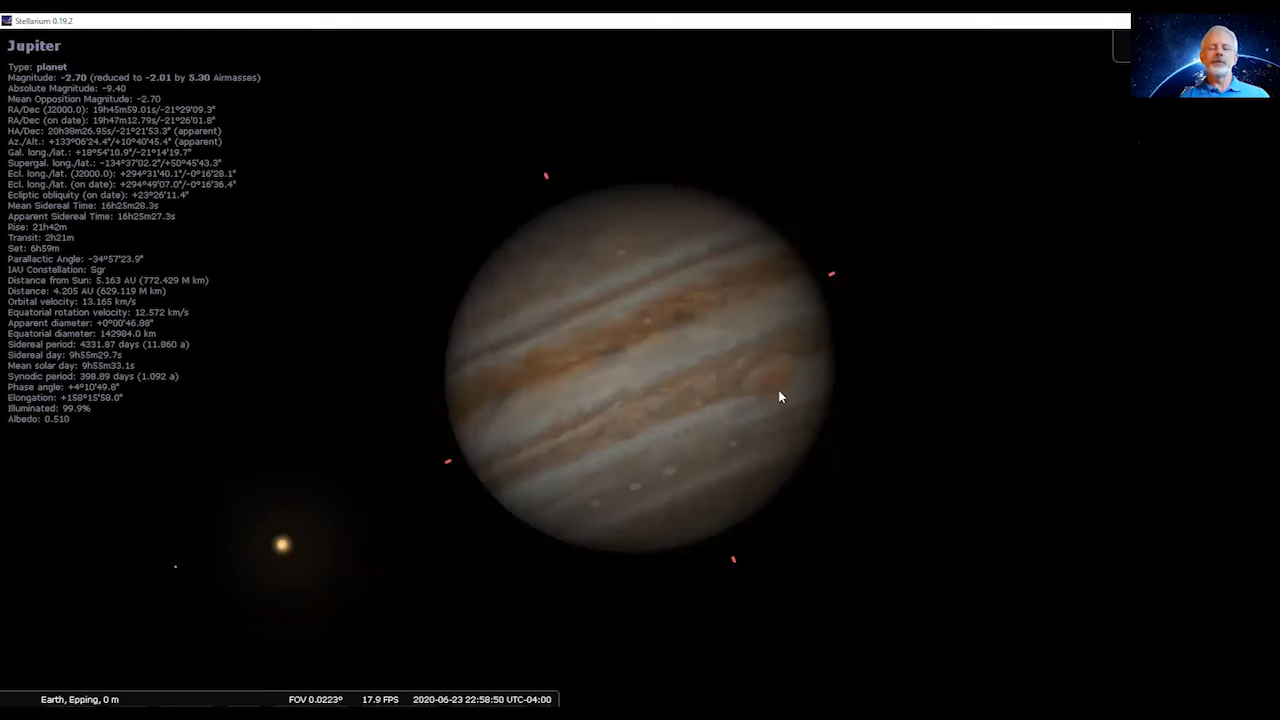 Stellarium 0.19.2
Jupiter
Type: planet
Magnitude: -2.70 (reduced to -2.01 by 5.30 Airmasses)
Absolute Magnitude: -9.40
Mean Opposition Magnitude: -2.70
RA/Dec (J2000.0): 19h45m59.01s/-21°29'09.3"
RA/Dec (on date): 19h47m12.79s/-21°26'01.8"
HA/Dec: 20h38m26.95s/-21°21'53.3" (apparent)
Az./Alt.: +133°06'24.4"/+10°40'45.4" (apparent)
Gal. long./lat.: +18°54'10.9"/-21°14'19.7"
Supergal. long./lat.: -134°37'02.2"/+50°45'43.3"
Ecl. long./lat. (J2000.0): +294°31'40.1"/-0°16'28.1"
Ecl. long./lat. (on date): +294°49'07.0"/-0°16'36.4"
Ecliptic obliquity (on date): +23°26'11.4"
Mean Sidereal Time: 16h25m28.3s
Apparent Sidereal Time: 16h25m27.3s
Rise: 21h42m
Transit: 2h21m
Set: 6h59m
Parallactic Angle: -34°57'23.9"
IAU Constellation: Sgr
Distance from Sun: 5.163 AU (772.429 M km)
Distance: 4.205 AU (629.119 M km)
Orbital velocity: 13.165 km/s
Equatorial rotation velocity: 12.572 km/s
Apparent diameter: +0°00'46.88"
Equatorial diameter: 142984.0 km
Sidereal period: 4331.87 days (11.860 a)
Sidereal day: 9h55m29.7s
Mean solar day: 9h55m33.1s
Synodic period: 398.89 days (1.092 a)
Phase angle: +4°10'49.8"
Elongation: +158°15'58.0"
Illuminated: 99.9%
Albedo: 0.510
Earth, Epping, 0 m FOV 0.0223° 17.9 FPS 2020-06-23 22:58:50 UTC-04:00